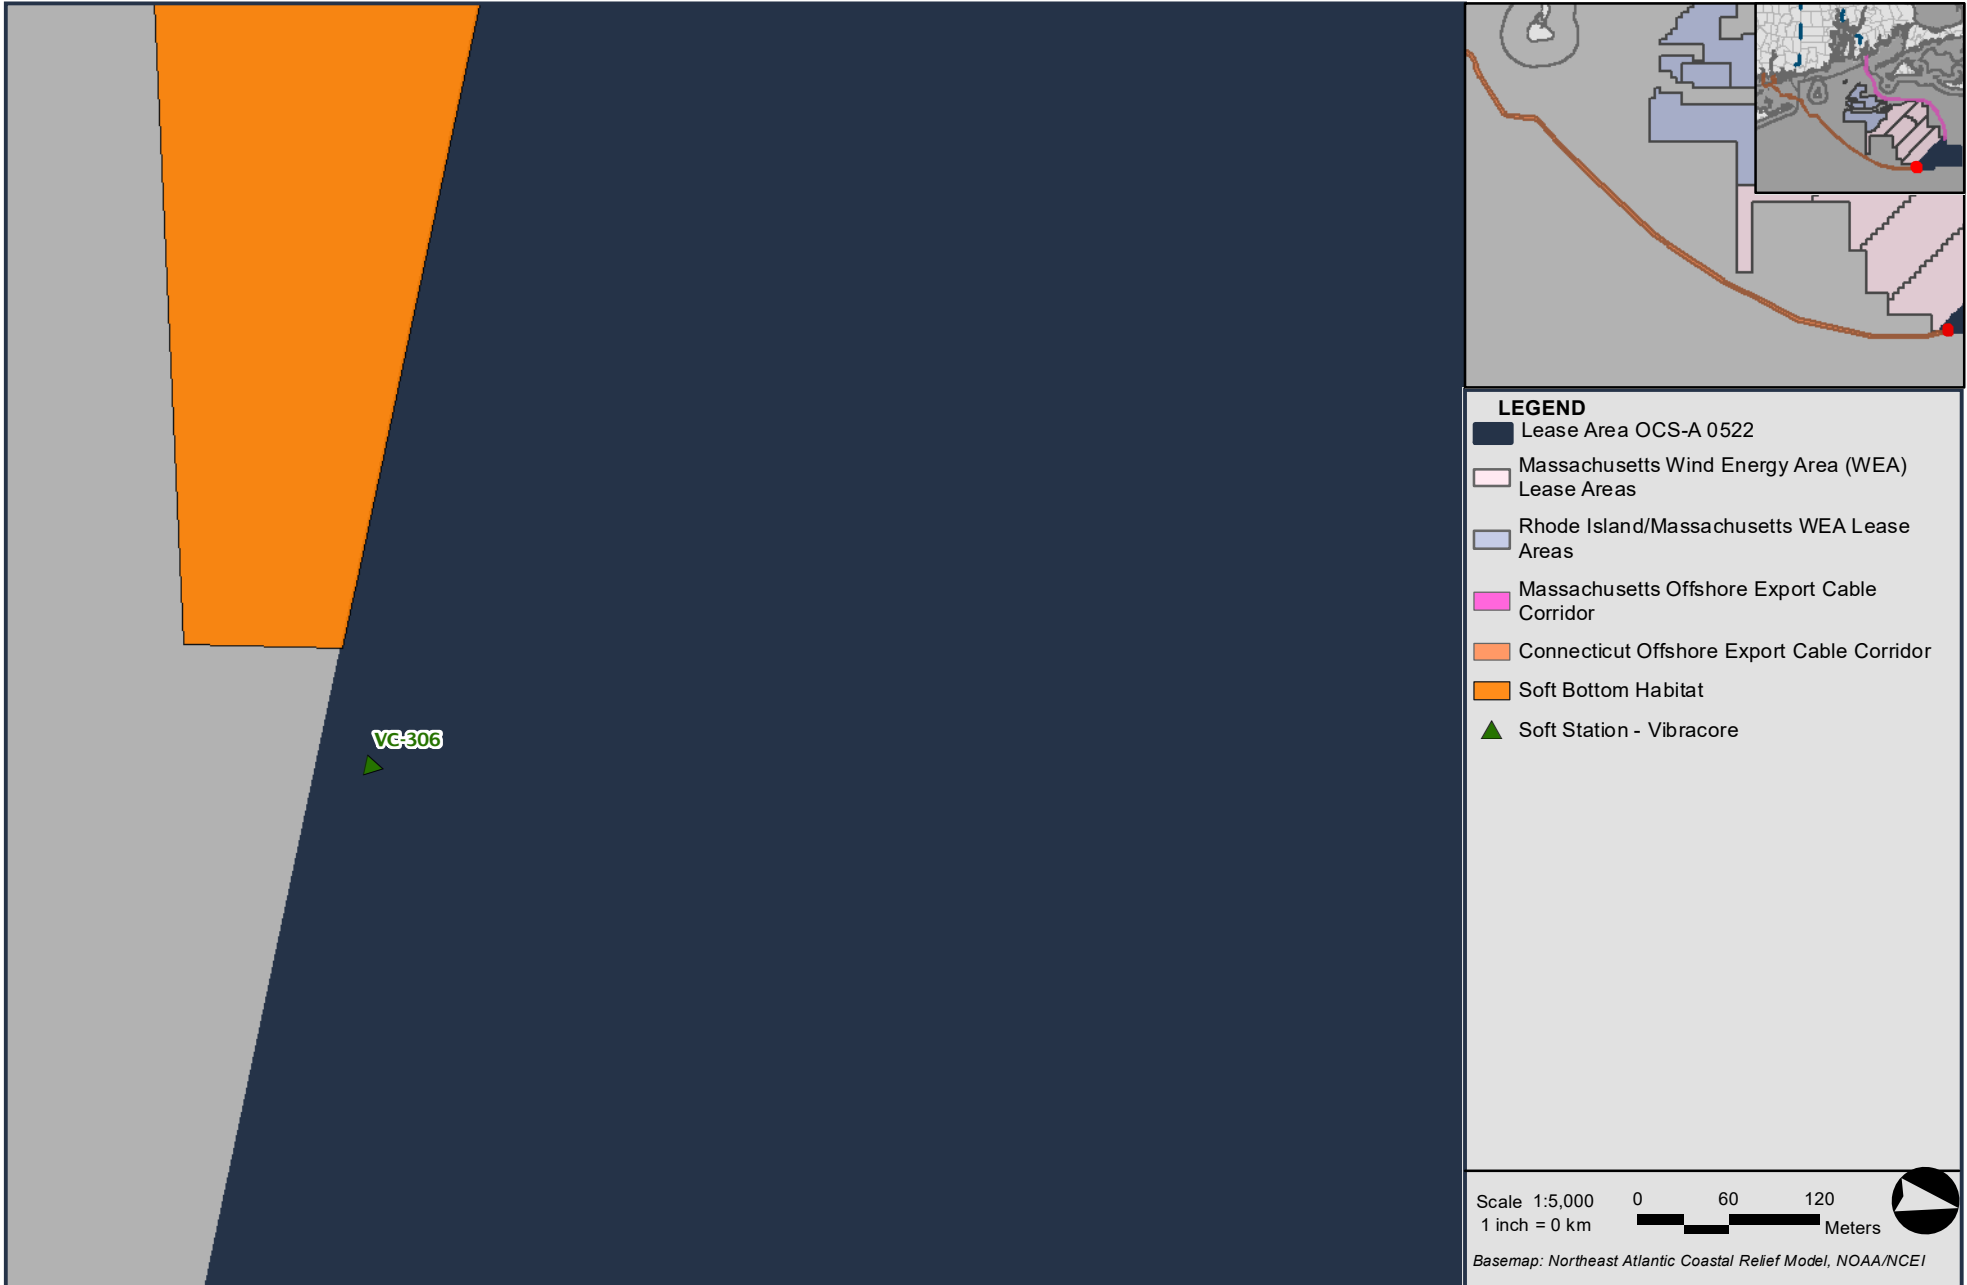 VC-306
LEGEND
Lease Area OCS-A 0522
Massachusetts Wind Energy Area (WEA)
Lease Areas
Rhode Island/Massachusetts WEA Lease
Areas
Massachusetts Offshore Export Cable
Corridor
Connecticut Offshore Export Cable Corridor
Soft Bottom Habitat
Soft Station - Vibracore
Scale 1:5,000
1 inch = 0 km
0 60 120
Meters
Basemap: Northeast Atlantic Coastal Relief Model, NOAA/NCEI